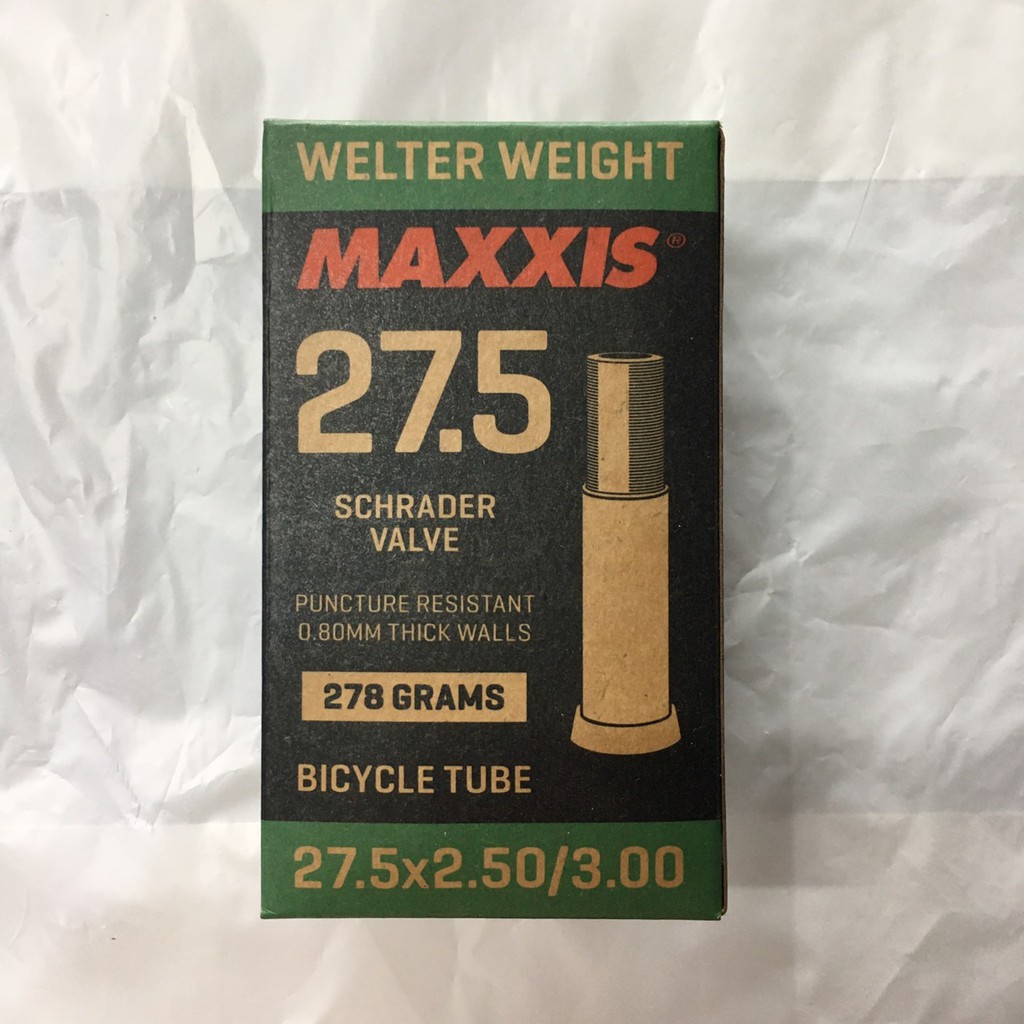 WELTER WEIGHT
MAXXIS®
27.5
SCHRADER
VALVE
PUNCTURE RESISTANT
0.80MM THICK WALLS
278 GRAMS
BICYCLE TUBE
27.5x2.50/3.00